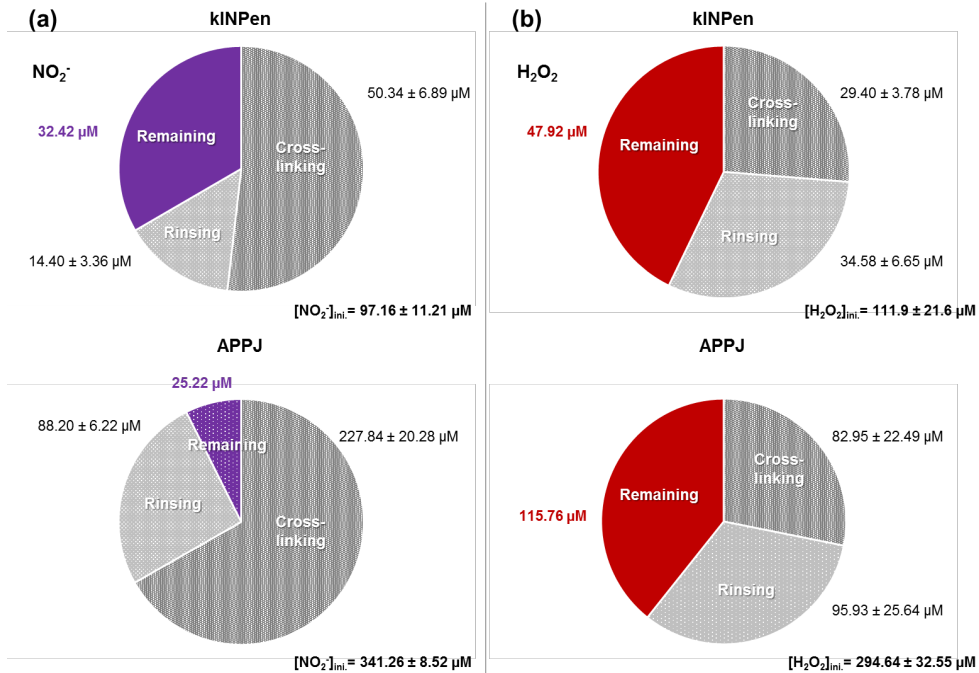 (a)
kINPen
NO₂⁻
50.34 ± 6.89 µM
32.42 µM
Remaining
Cross-
linking
Rinsing
14.40 ± 3.36 µM
[NO₂⁻]ini.= 97.16 ± 11.21 µM
APPJ
25.22 µM
88.20 ± 6.22 µM
227.84 ± 20.28 µM
Remaining
Rinsing
Cross-
linking
[NO₂⁻]ini.= 341.26 ± 8.52 µM
(b)
kINPen
H₂O₂
29.40 ± 3.78 µM
Cross-
linking
47.92 µM
Remaining
Rinsing
34.58 ± 6.65 µM
[H₂O₂]ini.= 111.9 ± 21.6 µM
APPJ
82.95 ± 22.49 µM
Cross-
linking
Remaining
115.76 µM
Rinsing
95.93 ± 25.64 µM
[H₂O₂]ini.= 294.64 ± 32.55 µM